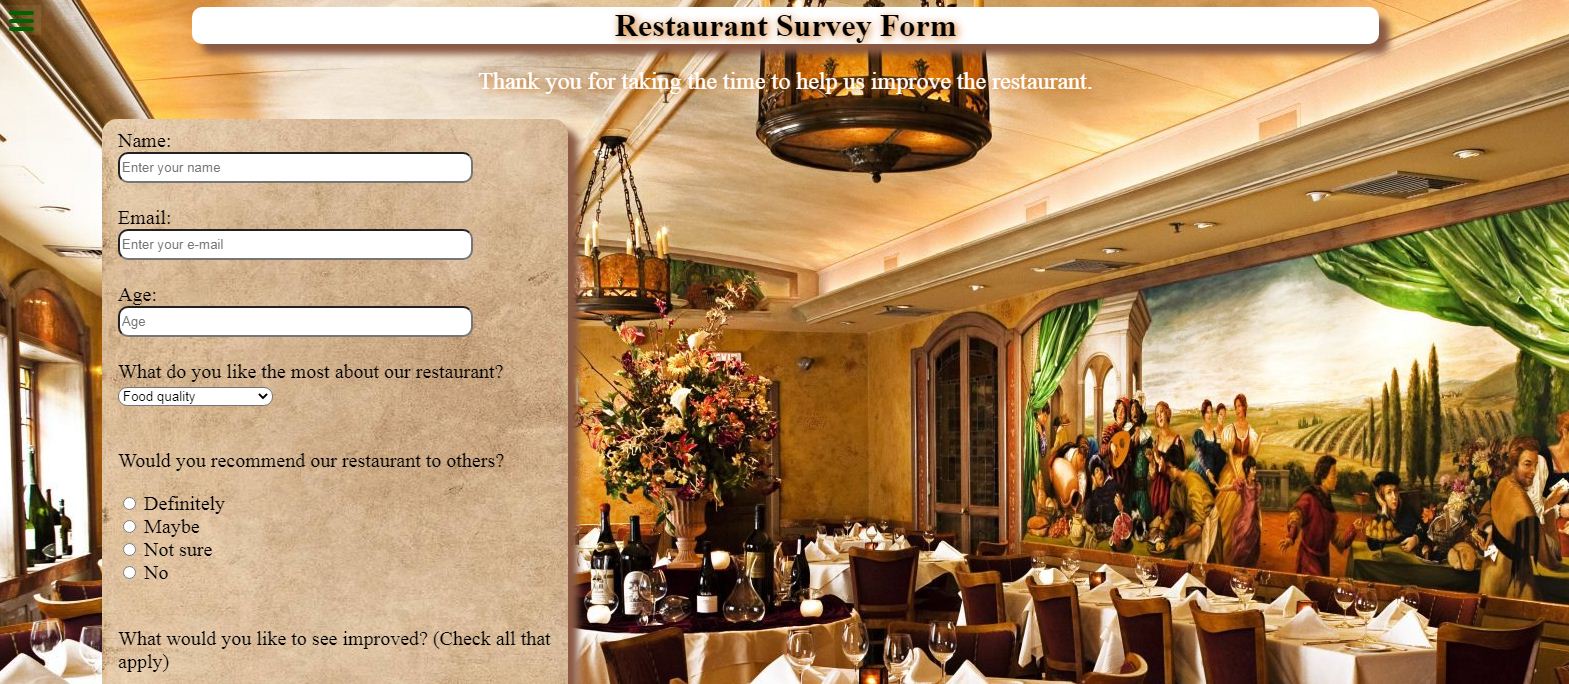 Restaurant Survey Form
Thank you for taking the time to help us improve the restaurant.
Name:
Enter your name
Email:
Enter your e-mail
Age:
Age
What do you like the most about our restaurant?
Food quality
Would you recommend our restaurant to others?
Definitely
Maybe
Not sure
No
What would you like to see improved? (Check all that
apply)
EXIT